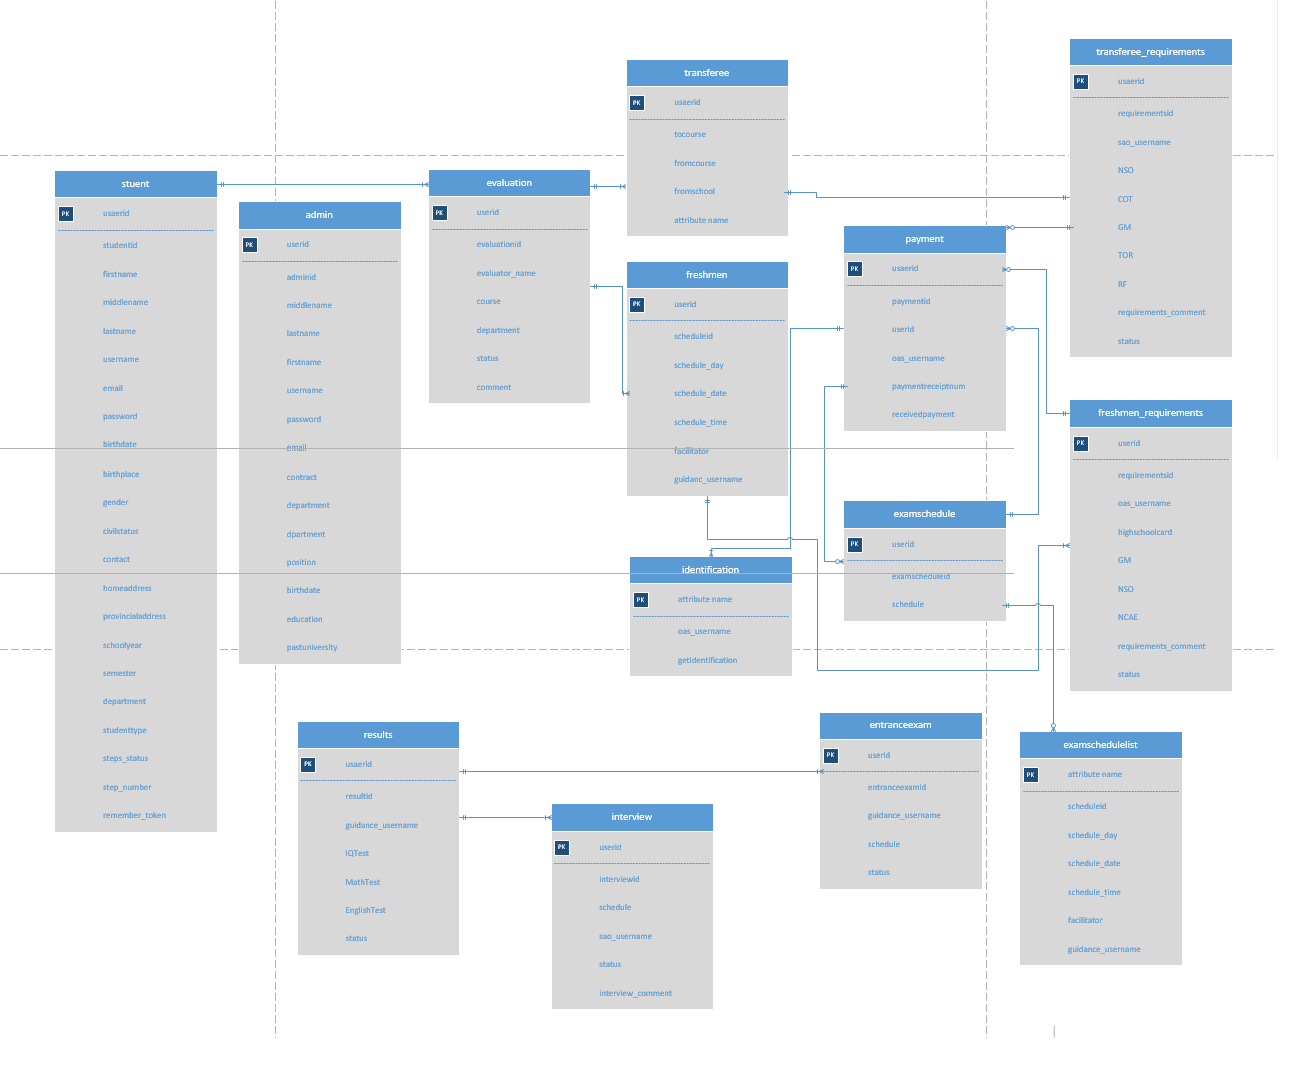 stuent
PK
usaerid
studentid
firstname
middlename
lastname
username
email
password
birthdate
birthplace
gender
civilstatus
contact
homeaddress
provincialaddress
schoolyear
semester
department
studenttype
steps_status
step_number
remember_token
admin
PK
userid
adminid
middlename
lastname
firstname
username
password
email
contract
department
dpartment
position
birthdate
education
pastuniversity
evaluation
PK
userid
evaluationid
evaluator_name
course
department
status
comment
transferee
PK
usaerid
tocourse
fromcourse
fromschool
attribute name
freshmen
PK
userid
scheduleid
schedule_day
schedule_date
schedule_time
facilitator
guidanc_username
identification
PK
attribute name
oas_username
getidentification
payment
PK
usaerid
paymentid
userid
oas_username
paymentreceiptnum
receivedpayment
examschedule
PK
userid
examscheduleid
schedule
transferee_requirements
PK
usaerid
requirementsid
sao_username
NSO
COT
GM
TOR
RF
requirements_comment
status
freshmen_requirements
PK
userid
requirementsid
oas_username
highschoolcard
GM
NSO
NCAE
requirements_comment
status
results
PK
usaerid
resultid
guidance_username
IQTest
MathTest
EnglishTest
status
interview
PK
userid
interviewid
schedule
sao_username
status
interview_comment
entranceexam
PK
userid
entranceexamid
guidance_username
schedule
status
examschedulelist
PK
attribute name
scheduleid
schedule_day
schedule_date
schedule_time
facilitator
guidance_username